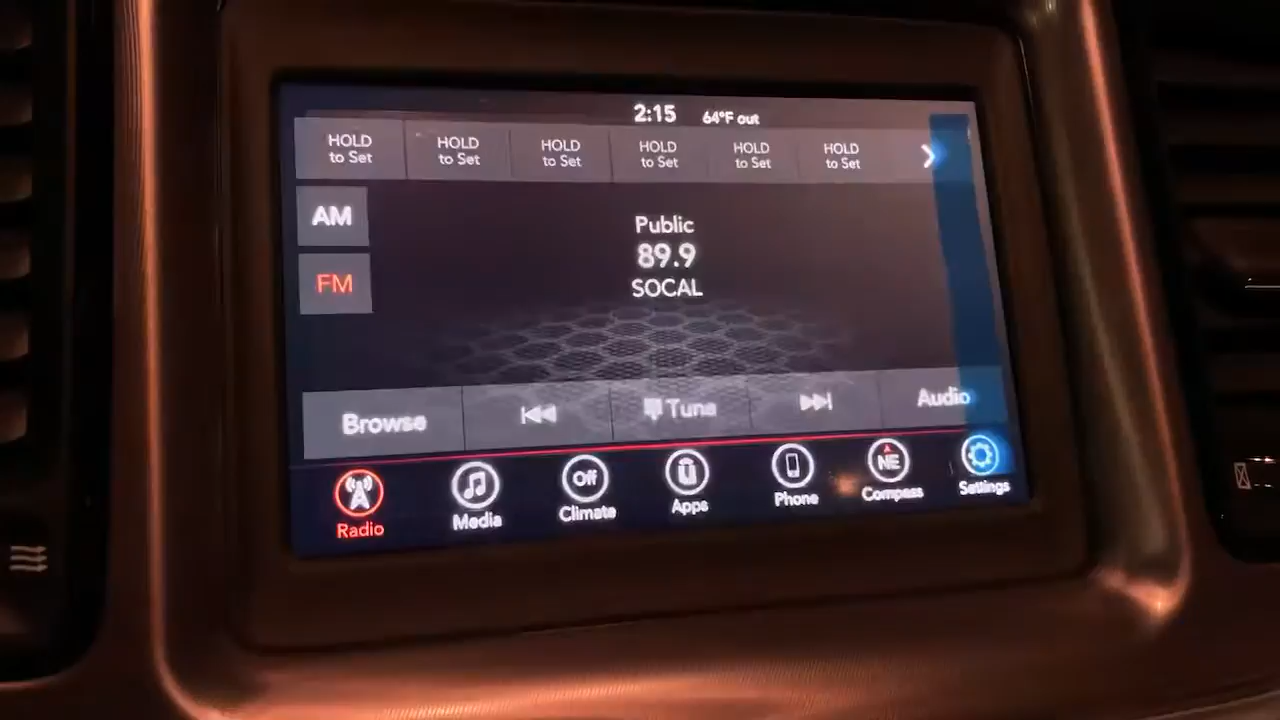 2:15 64°F out
HOLD to Set
HOLD to Set
HOLD to Set
HOLD to Set
HOLD to Set
HOLD to Set
AM
FM
Public
89.9
SOCAL
Browse
Tune
Audio
Off
NE
Radio
Media
Climate
Apps
Phone
Compass
Settings